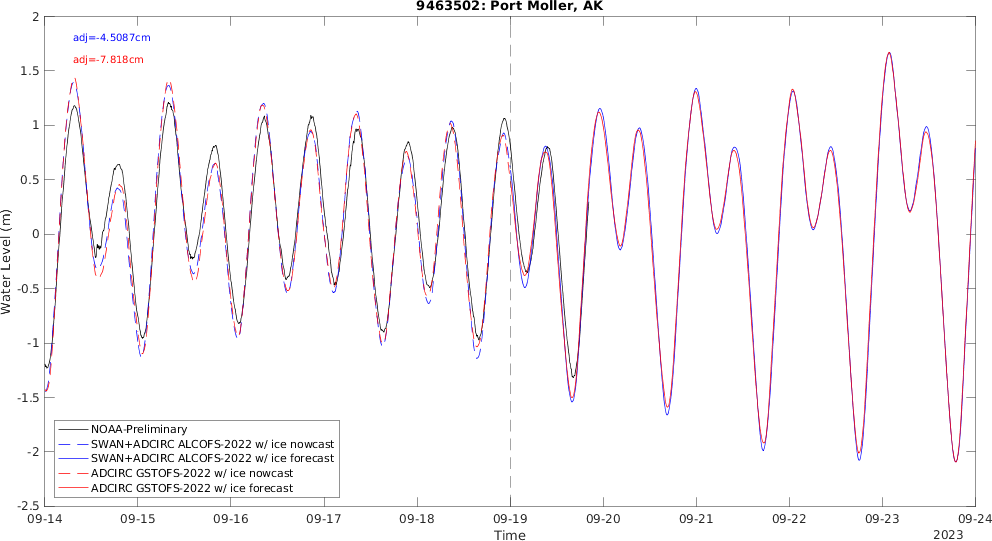 9463502: Port Moller, AK
adj=-4.5087cm
adj=-7.818cm
Water Level (m)
2
1.5
1
0.5
0
-0.5
-1
-1.5
-2
-2.5
NOAA-Preliminary
SWAN+ADCIRC ALCOFS-2022 w/ ice nowcast
SWAN+ADCIRC ALCOFS-2022 w/ ice forecast
ADCIRC GSTOFS-2022 w/ ice nowcast
ADCIRC GSTOFS-2022 w/ ice forecast
09-14 09-15 09-16 09-17 09-18 09-19 09-20 09-21 09-22 09-23 09-24
Time
2023